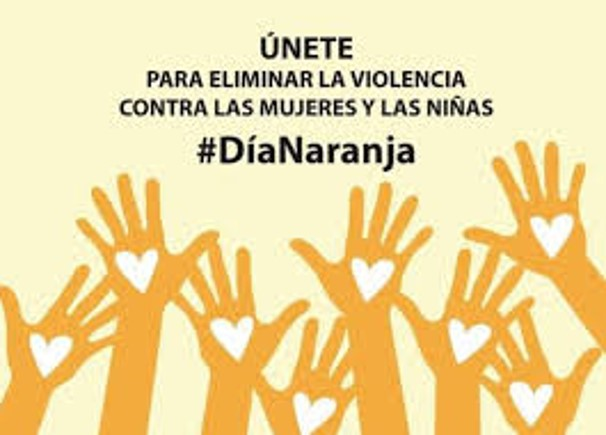 ÚNETE
PARA ELIMINAR LA VIOLENCIA
CONTRA LAS MUJERES Y LAS NIÑAS
#DíaNaranja